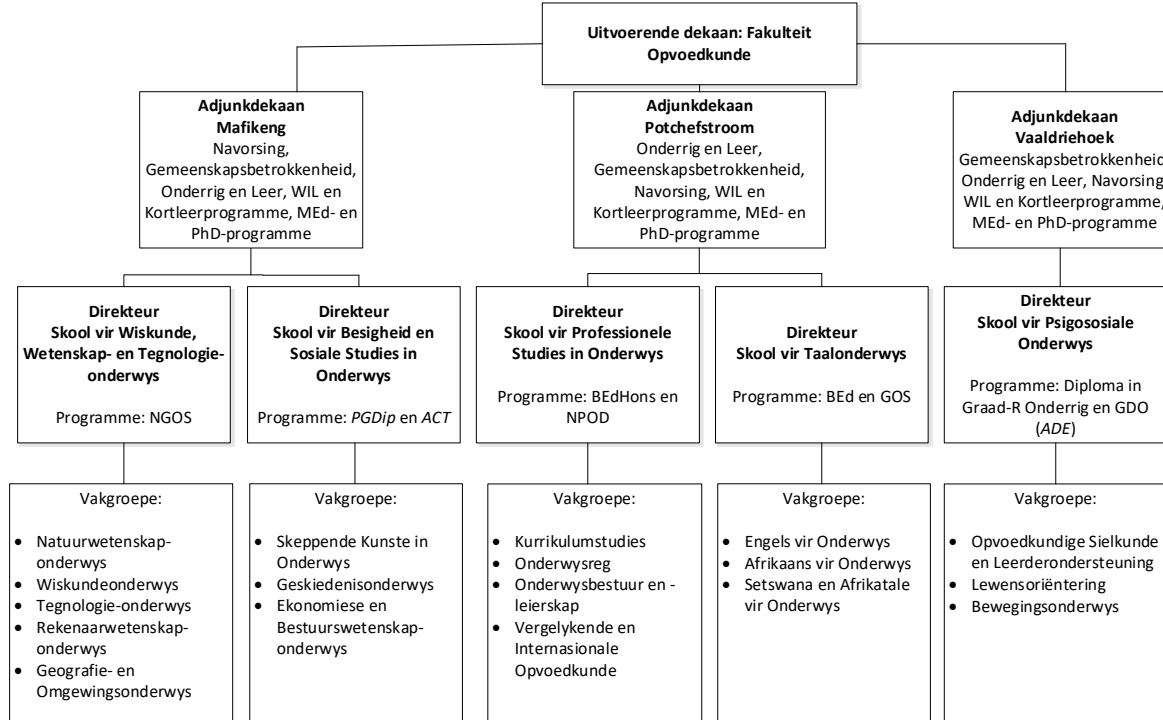 Uitvoerende dekaan: Fakulteit
Opvoedkunde
Adjunkdekaan
Mafikeng
Navorsing,
Gemeenskapsbetrokkenheid,
Onderrig en Leer, WIL en
Kortleerprogramme, MEd- en
PhD-programme
Adjunkdekaan
Potchefstroom
Onderrig en Leer,
Gemeenskapsbetrokkenheid,
Navorsing, WIL en
Kortleerprogramme, MEd- en
PhD-programme
Adjunkdekaan
Vaaldriehoek
Gemeenskapsbetrokkenheid,
Onderrig en Leer, Navorsing,
WIL en Kortleerprogramme,
MEd- en PhD-programme
Direkteur
Skool vir Wiskunde,
Wetenskap- en Tegnologie-
onderwys
Programme: NGOS
Direkteur
Skool vir Besigheid en
Sosiale Studies in
Onderwys
Programme: PGDip en ACT
Direkteur
Skool vir Professionele
Studies in Onderwys
Programme: BEdHons en
NPOD
Direkteur
Skool vir Taalonderwys
Programme: BEd en GOS
Direkteur
Skool vir Psigososiale
Onderwys
Programme: Diploma in
Graad-R Onderrig en GDO
(ADE)
Vakgroepe:
• Natuurwetenskap-
onderwys
• Wiskundeonderwys
• Tegnologie-onderwys
• Rekenaarwetenskap-
onderwys
• Geografie- en
Omgewingsonderwys
Vakgroepe:
• Skeppende Kunste in
Onderwys
• Geskiedenisonderwys
• Ekonomiese en
Bestuurswetenskap-
onderwys
Vakgroepe:
• Kurrikulumstudies
• Onderwysreg
• Onderwysbestuur en -
leierskap
• Vergelykende en
Internasionale
Opvoedkunde
Vakgroepe:
• Engels vir Onderwys
• Afrikaans vir Onderwys
• Setswana en Afrikatale
vir Onderwys
Vakgroepe:
• Opvoedkundige Sielkunde
en Leerderondersteuning
• Lewensoriëntering
• Bewegingsonderwys